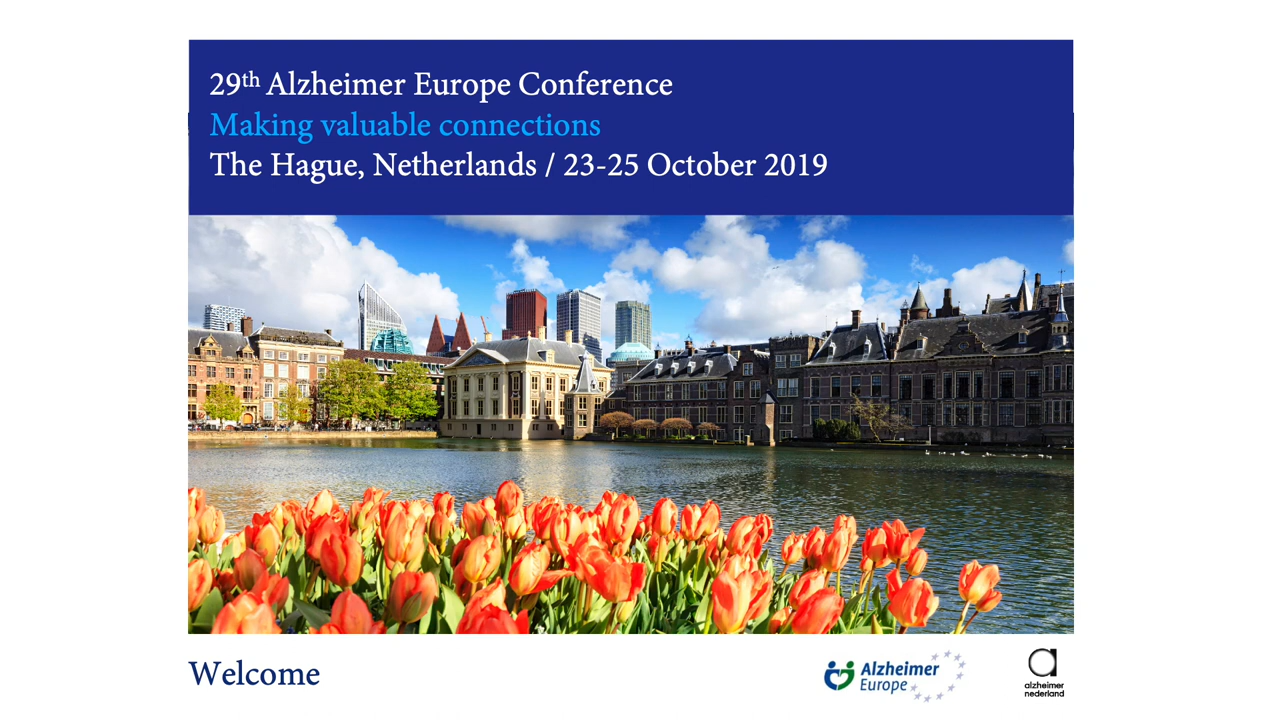 29th Alzheimer Europe Conference
Making valuable connections
The Hague, Netherlands / 23-25 October 2019
Welcome
Alzheimer
Europe
alzheimer
nederland